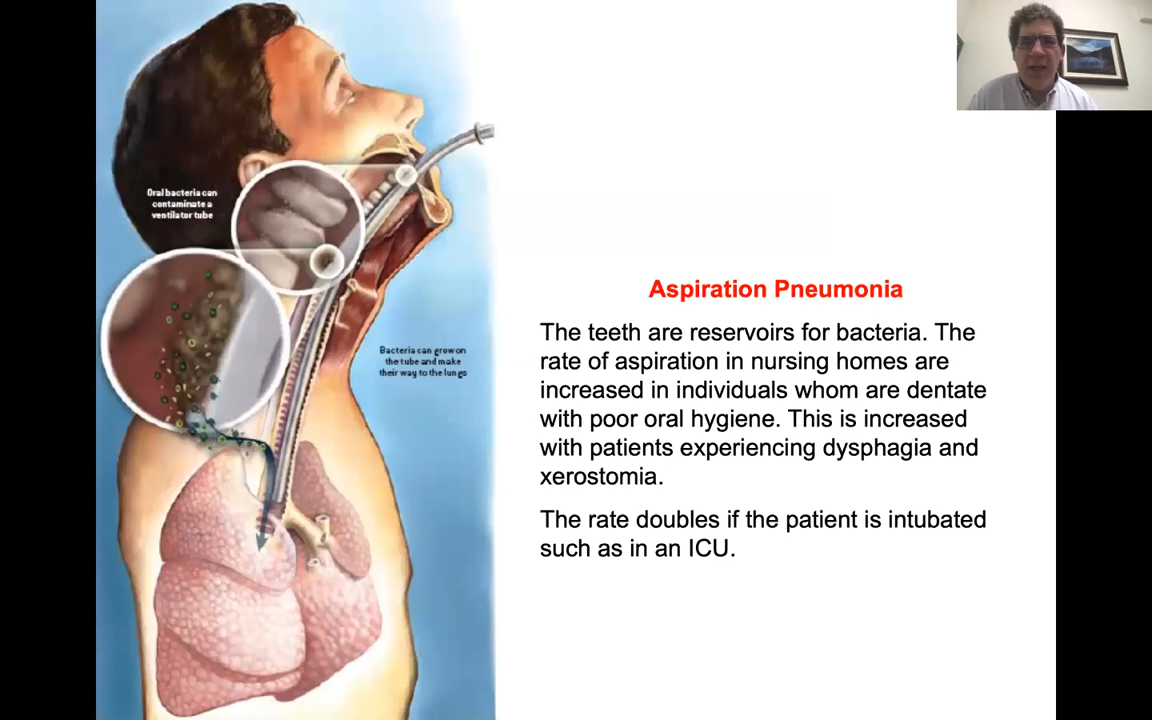 Oral bacteria can
contaminate a
ventilator tube
Bacteria can grow on
the tube and make
their way to the lungs
Aspiration Pneumonia
The teeth are reservoirs for bacteria. The
rate of aspiration in nursing homes are
increased in individuals whom are dentate
with poor oral hygiene. This is increased
with patients experiencing dysphagia and
xerostomia.
The rate doubles if the patient is intubated
such as in an ICU.